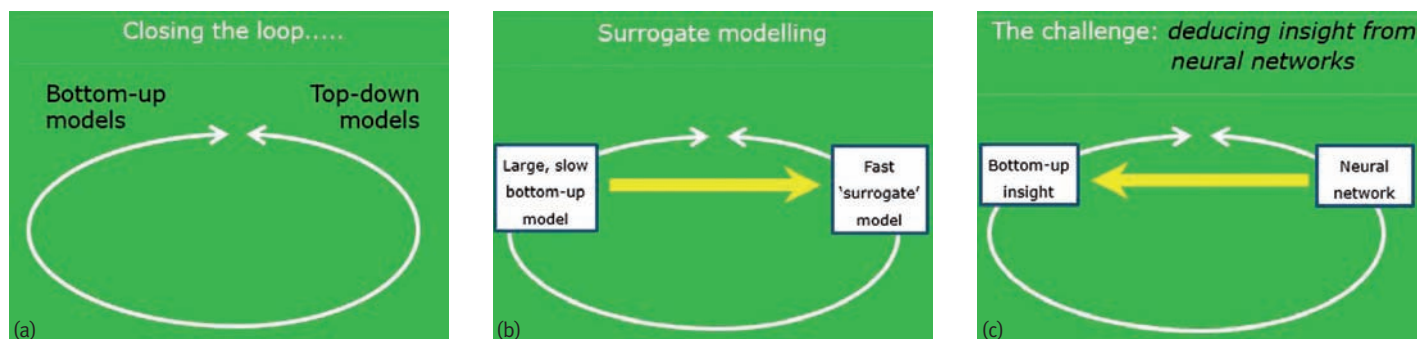 Closing the loop.....
Bottom-up
models
Top-down
models
(a)
Surrogate modelling
Large, slow
bottom-up
model
Fast
‘surrogate’
model
(b)
The challenge: deducing insight from
neural networks
Bottom-up
insight
Neural
network
(c)